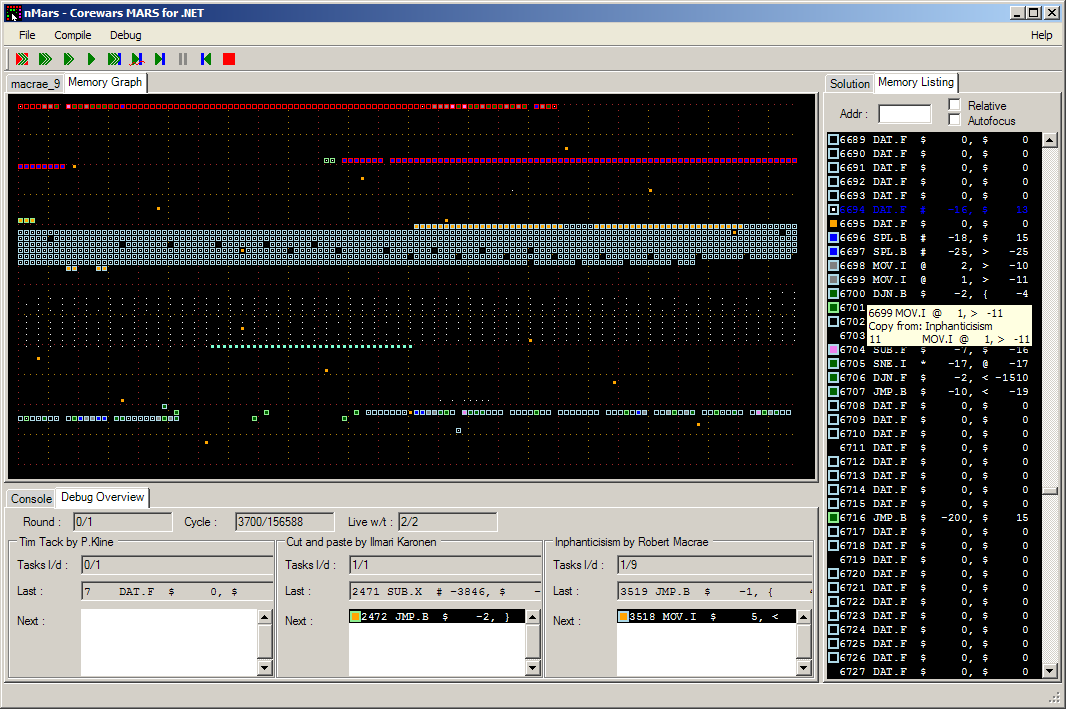 nMars - Corewars MARS for .NET
File Compile Debug Help
macrae_9 Memory Graph
Solution Memory Listing
Addr : Relative
Autofocus
6689 DAT.F $ 0, $ 0
6690 DAT.F $ 0, $ 0
6691 DAT.F $ 0, $ 0
6692 DAT.F $ 0, $ 0
6693 DAT.F $ 0, $ 0
6694 DAT.F # -16, $ 13
6695 DAT.F $ 0, $ 0
6696 SPL.B # -18, $ 15
6697 SPL.B # -25, > -25
6698 MOV.I @ 2, > -10
6699 MOV.I @ 1, > -11
6700 DJN.B $ -2, { -4
6701
6702
6703
6699 MOV.I @ 1, > -11
Copy from: Inphanticisism
11 MOV.I @ 1, > -11
6704 SUB.F $ -7, $ -16
6705 SNE.I * -17, @ -17
6706 DJN.F $ -2, < -1510
6707 JMP.B $ -10, < -19
6708 DAT.F $ 0, $ 0
6709 DAT.F $ 0, $ 0
6710 DAT.F $ 0, $ 0
6711 DAT.F $ 0, $ 0
6712 DAT.F $ 0, $ 0
6713 DAT.F $ 0, $ 0
6714 DAT.F $ 0, $ 0
6715 DAT.F $ 0, $ 0
6716 JMP.B $ -200, $ 15
6717 DAT.F $ 0, $ 0
6718 DAT.F $ 0, $ 0
6719 DAT.F $ 0, $ 0
6720 DAT.F $ 0, $ 0
6721 DAT.F $ 0, $ 0
6722 DAT.F $ 0, $ 0
6723 DAT.F $ 0, $ 0
6724 DAT.F $ 0, $ 0
6725 DAT.F $ 0, $ 0
6726 DAT.F $ 0, $ 0
6727 DAT.F $ 0, $ 0
Console Debug Overview
Round : 0/1 Cycle : 3700/156588 Live w/t : 2/2
Tim Tack by P.Kline
Tasks l/d : 0/1
Last : 7 DAT.F $ 0, $
Next :
Cut and paste by Ilmari Karonen
Tasks l/d : 1/1
Last : 2471 SUB.X # -3846, $ -
Next : 2472 JMP.B $ -2, }
Inphanticisism by Robert Macrae
Tasks l/d : 1/9
Last : 3519 JMP.B $ -1, {
Next : 3518 MOV.I $ 5, <